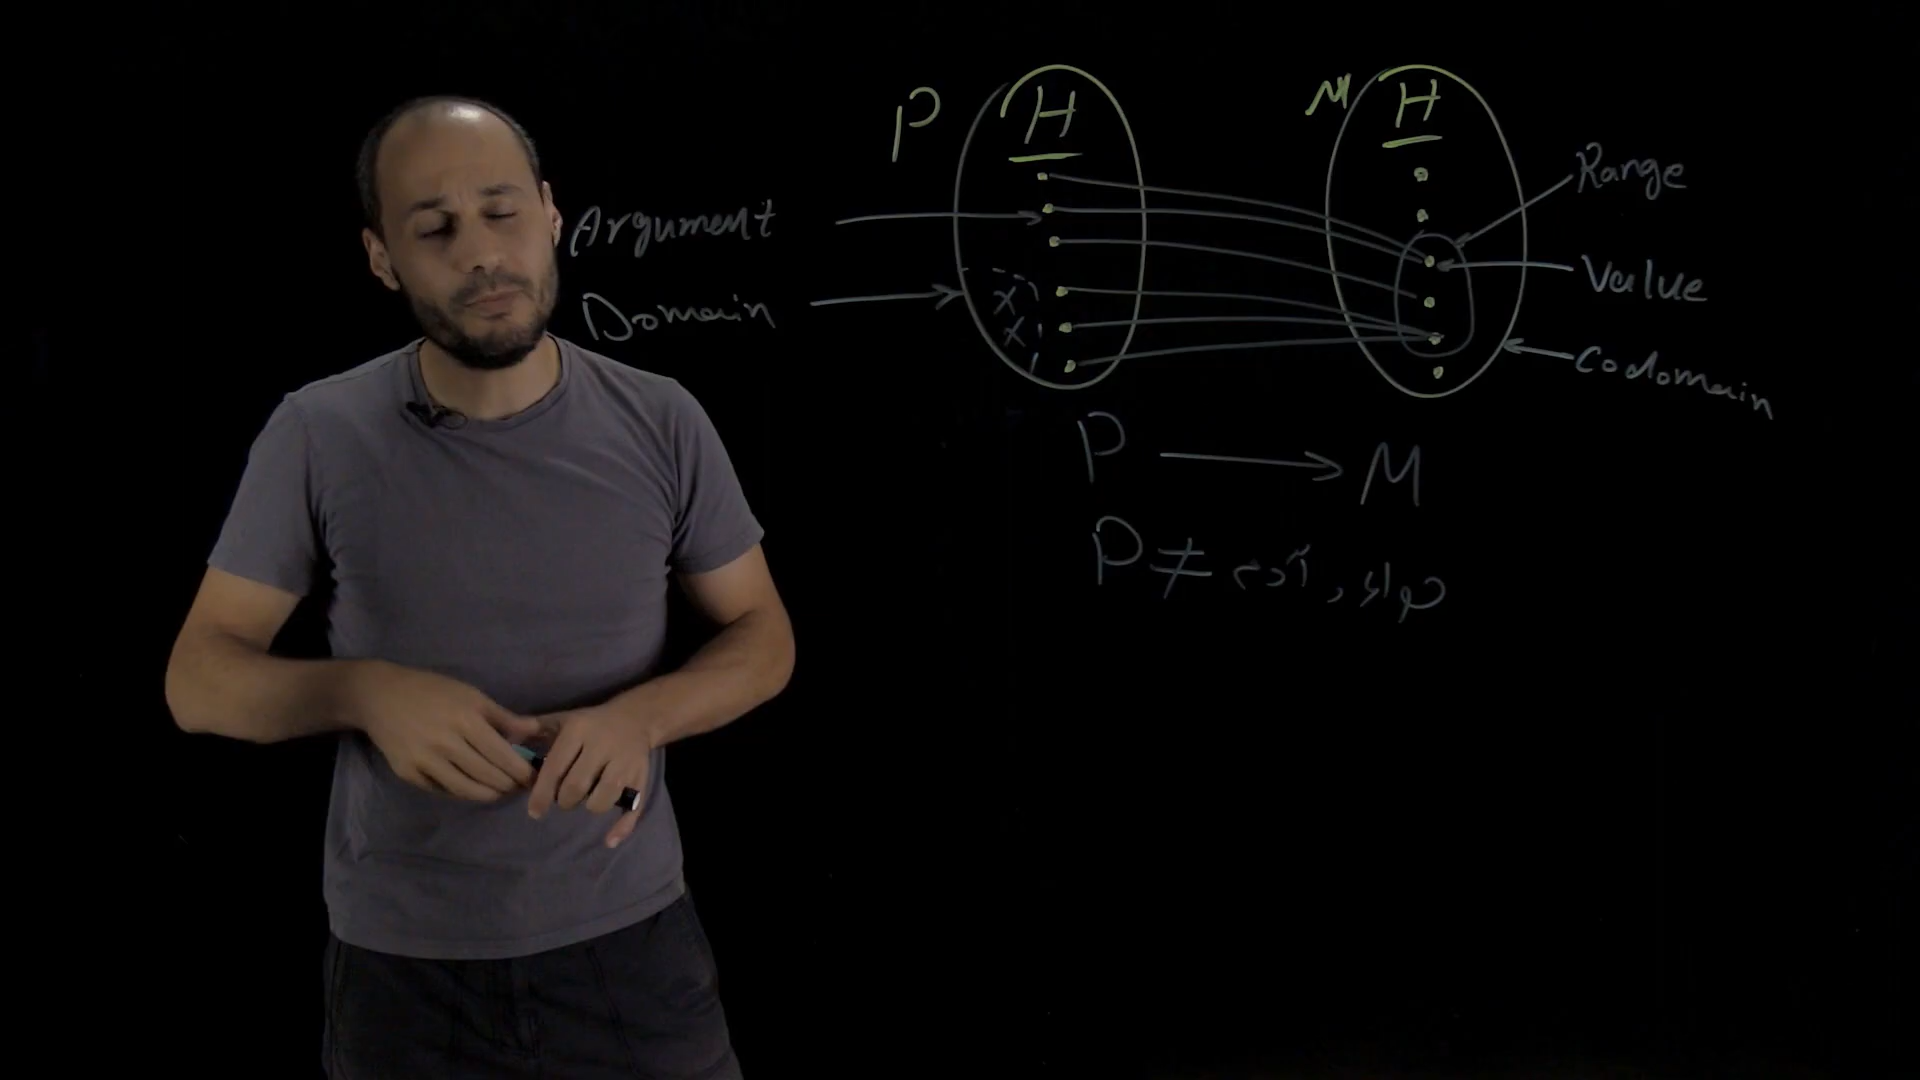 P H M H
Range
Argument
Value
Domain
x
x
Codomain
P → M
P ≠ آدم , حواء